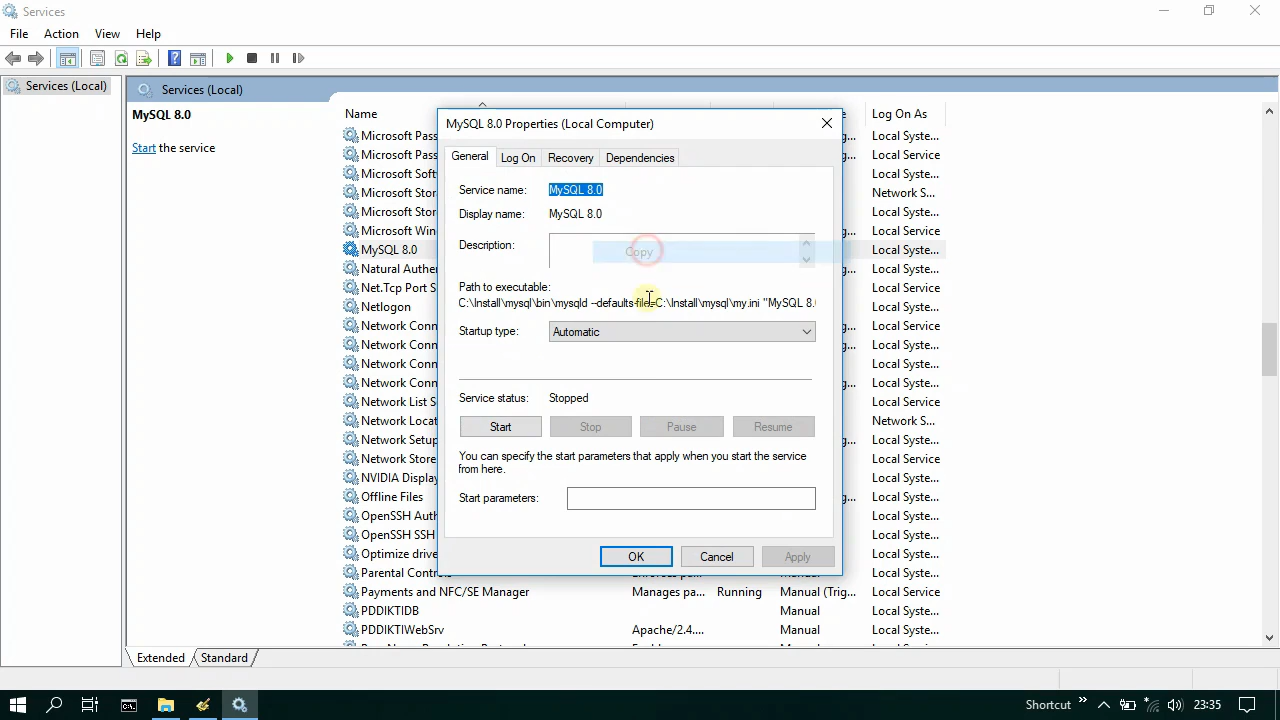 Services
File Action View Help
Services (Local)
Services (Local)
MySQL 8.0
Start the service
Name
Log On As
Microsoft Pass
Local Syste...
Microsoft Pass
Local Service
Microsoft Soft
Local Syste...
Microsoft Stor
Network S...
Microsoft Stor
Local Syste...
Microsoft Win
Local Syste...
MySQL 8.0
Local Syste...
Natural Authe
Local Syste...
Net.Tcp Port S
Local Service
Netlogon
Local Syste...
Network Conn
Local Syste...
Network Conn
Local Syste...
Network Conn
Local Syste...
Network Conn
Local Syste...
Network List S
Local Service
Network Locat
Network S...
Network Setup
Local Syste...
Network Store
Local Service
NVIDIA Display
Local Syste...
Offline Files
Local Syste...
OpenSSH Auth
Local Syste...
OpenSSH SSH
Local Syste...
Optimize drive
Local Syste...
Parental Contr
Manual
Local Syste...
Payments and NFC/SE Manager
Manages pa...
Running
Manual (Trig...
Local Syste...
PDDIKTIDB
Manual
Local Syste...
PDDIKTIWebSrv
Apache/2.4....
Manual
Local Syste...
Extended
Standard
MySQL 8.0 Properties (Local Computer)
General Log On Recovery Dependencies
Service name: MySQL 8.0
Display name: MySQL 8.0
Description:
Copy
Path to executable:
C:\Install\mysql\bin\mysqld --defaults-file=C:\Install\mysql\my.ini "MySQL 8.0
Startup type: Automatic
Service status: Stopped
Start Stop Pause Resume
You can specify the start parameters that apply when you start the service
from here.
Start parameters:
OK Cancel Apply
Shortcut
23:35